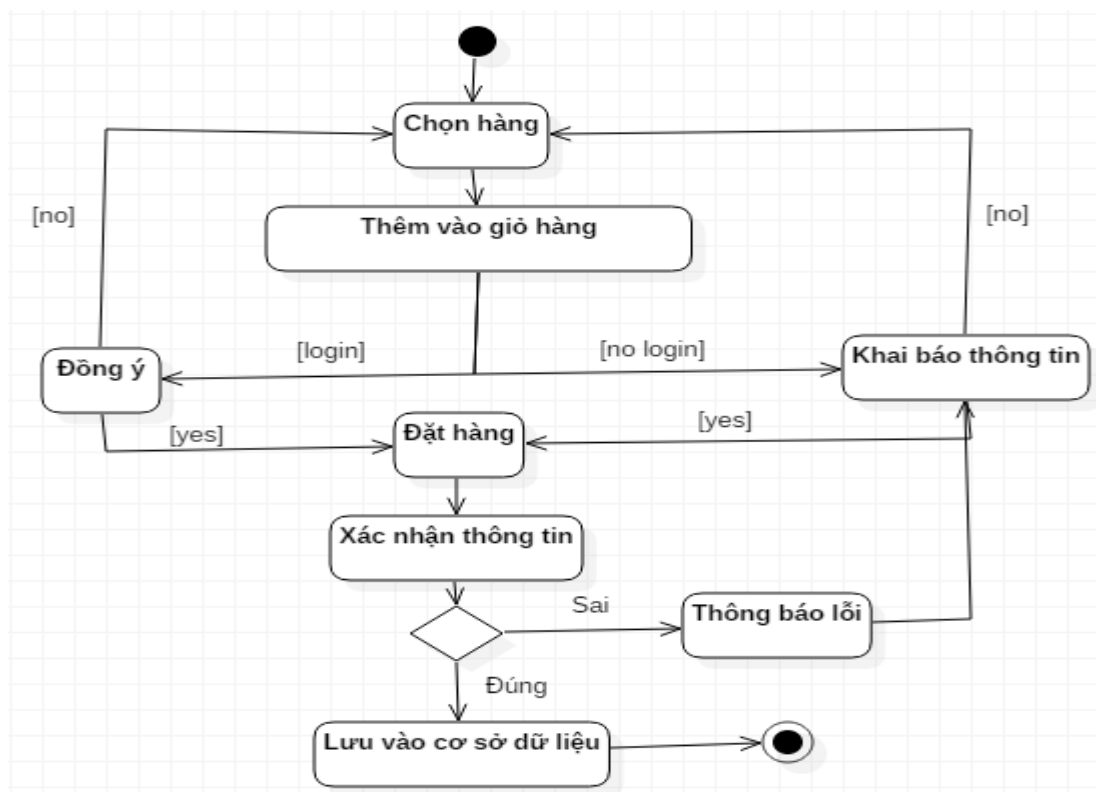 Chọn hàng
[no]
[no]
Thêm vào giỏ hàng
[login]
[no login]
Đồng ý
Khai báo thông tin
[yes]
Đặt hàng
[yes]
Xác nhận thông tin
Sai
Thông báo lỗi
Đúng
Lưu vào cơ sở dữ liệu